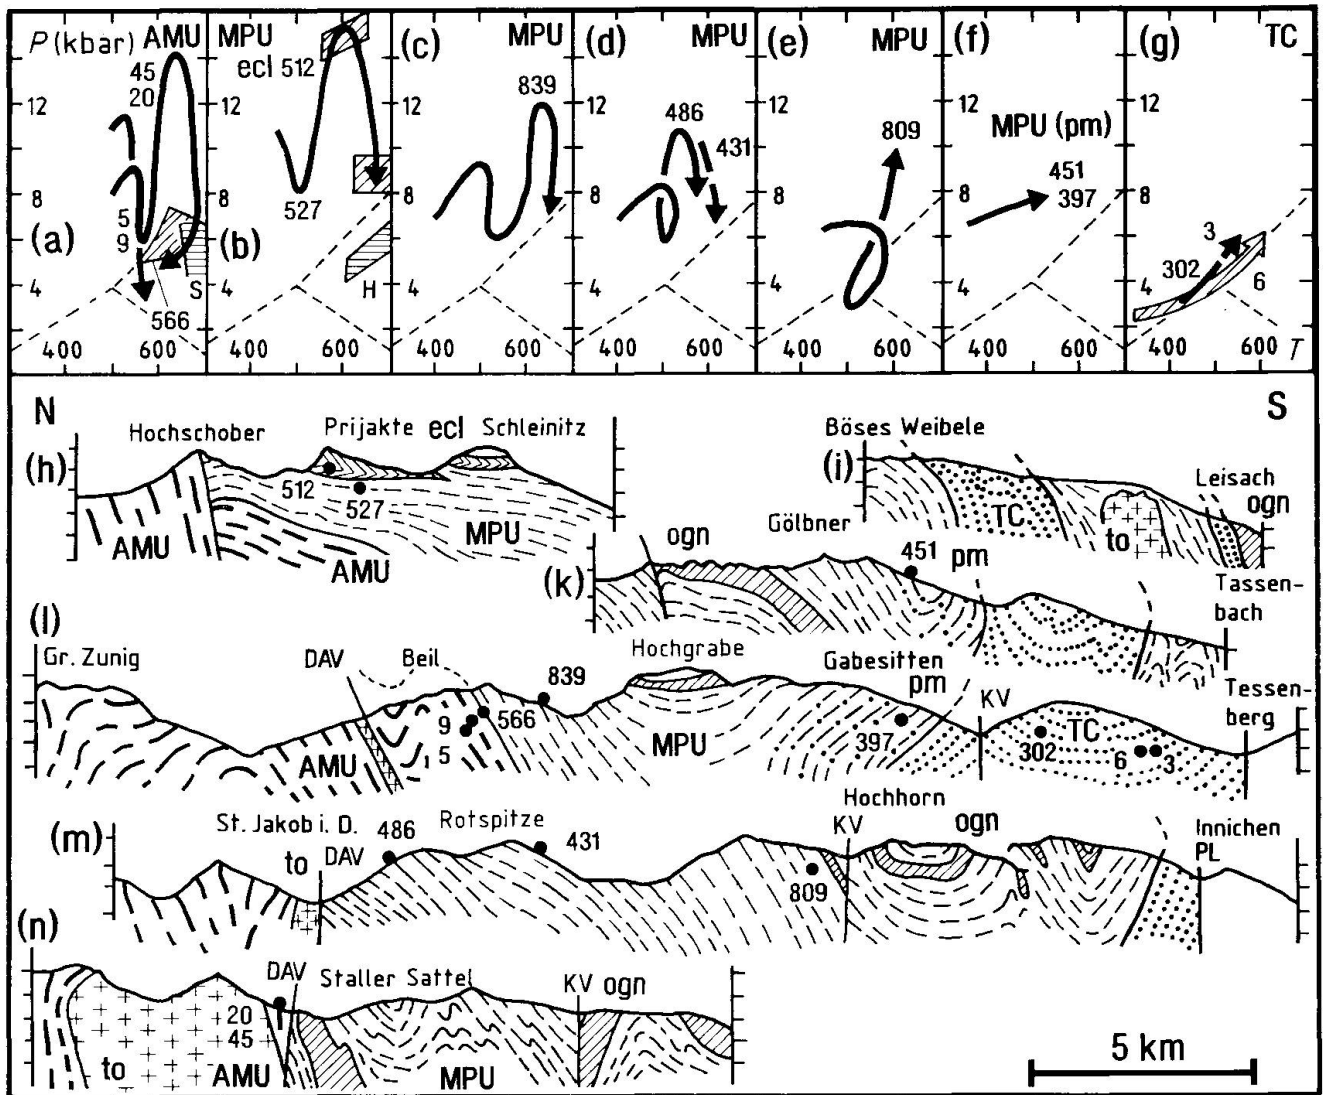 P (kbar) AMU
45
20
12
8
5
9
(a)
4
S
566
400 600
MPU
ecl 512
12
8
527
(b)
4
H
400 600
(c) MPU
839
12
8
4
400 600
(d) MPU
486
431
12
8
4
400 600
(e) MPU
809
12
8
4
400 600
(f)
MPU (pm)
451
397
12
8
4
400 600
(g) TC
12
8
3
302
6
4
400 600 T
N S
(h)
Hochschober Prijakte ecl Schleinitz
512
527
AMU MPU
AMU
(i)
Böses Weibele
Leisach
ogn
TC
to
(k)
ogn Gölbner
451 pm
Tassen-
bach
(l)
Gr. Zunig DAV Beil 839 Hochgrabe Gabesitten
pm KV Tessen-
berg
9 566
5
AMU MPU 397 302 TC
6 3
(m)
St. Jakob i. D. 486 Rotspitze 431 Hochhorn
to DAV KV ogn Innichen
PL
809
(n)
DAV Staller Sattel KV ogn
20
45
to AMU MPU
5 km